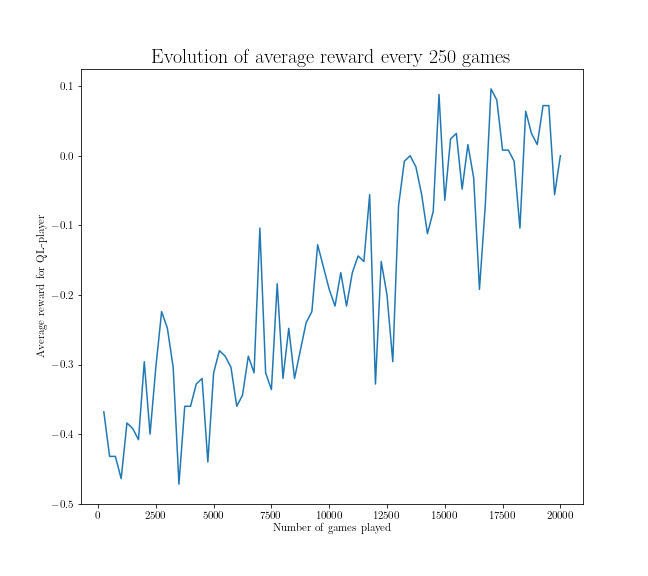 Evolution of average reward every 250 games
0.1
0.0
−0.1
−0.2
−0.3
−0.4
−0.5
Average reward for QL-player
0 2500 5000 7500 10000 12500 15000 17500 20000
Number of games played